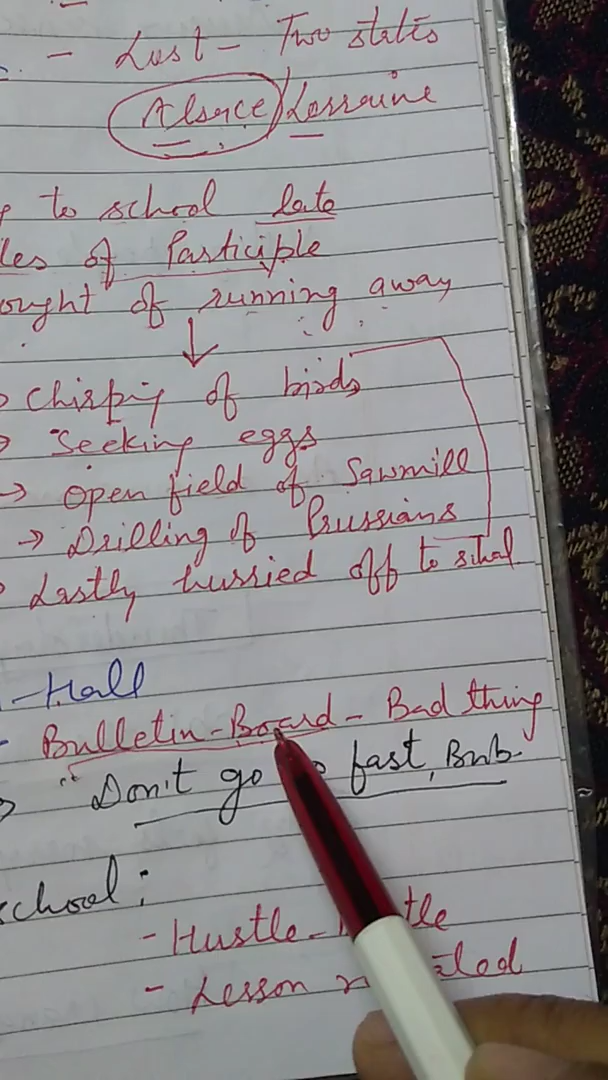 - Lost - Two states
Alsace/Lorraine
to school late
les of Participle
ought of running away
Chirping of birds
→ Seeking eggs
→ Open field of Sawmill
→ Drilling of Prussians
Lastly hurried off to
- Hall
- Bulletin-Board - Bad thing
"Don't go fast, Bub
school:
- Hustle-
- Lesson